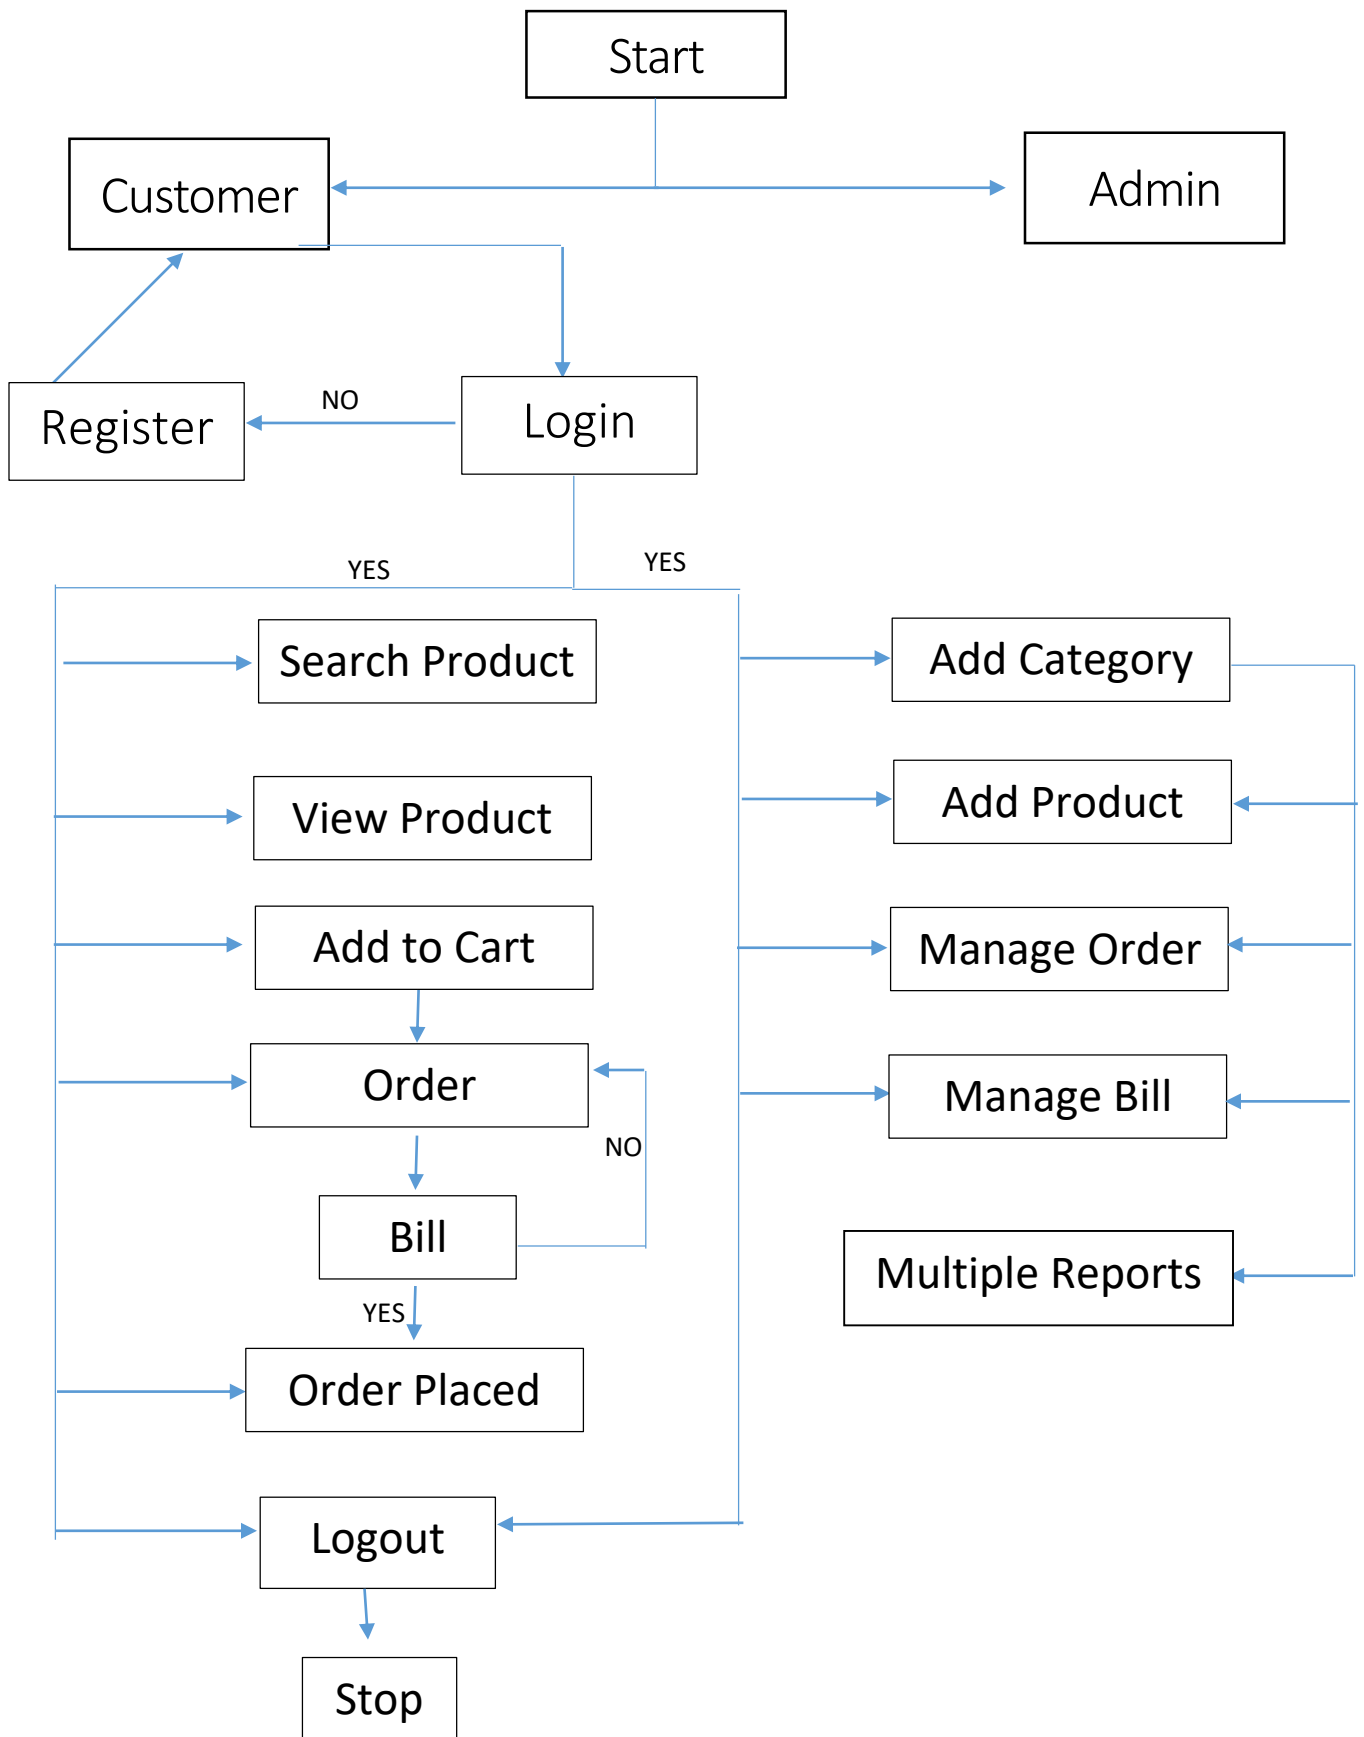 Start
Customer
Admin
Register
NO
Login
YES
YES
Search Product
Add Category
View Product
Add Product
Add to Cart
Manage Order
Order
Manage Bill
NO
Bill
Multiple Reports
YES
Order Placed
Logout
Stop